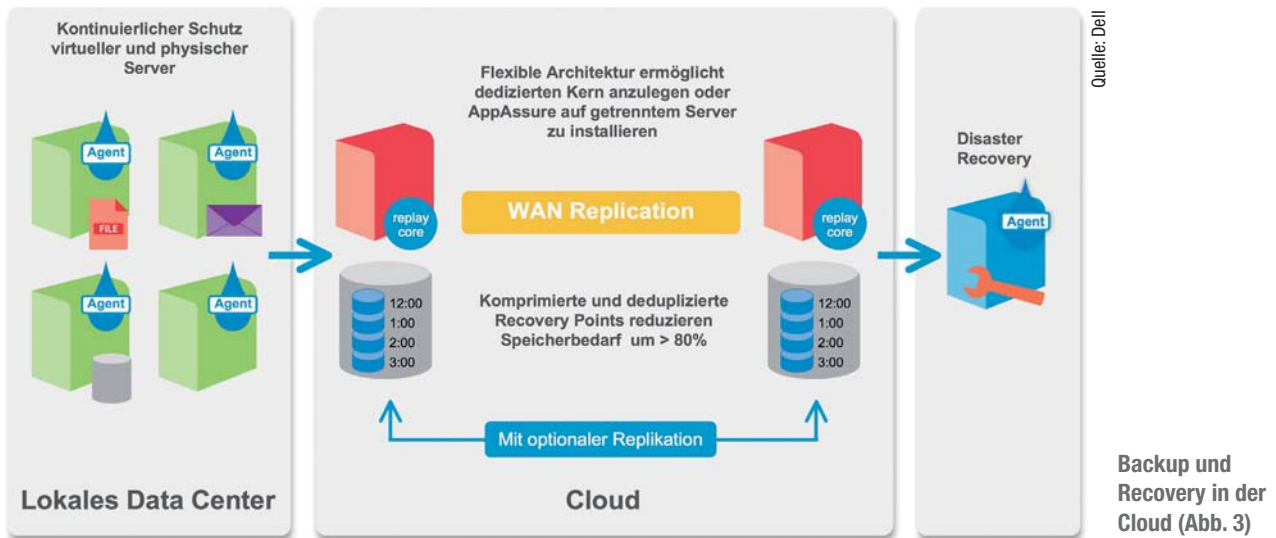 Kontinuierlicher Schutz
virtueller und physischer
Server
Agent
Agent
FILE
Agent
Agent
Lokales Data Center
Flexible Architektur ermöglicht
dedizierten Kern anzulegen oder
AppAssure auf getrenntem Server
zu installieren
replay
core
WAN Replication
replay
core
12:00
1:00
2:00
3:00
Komprimierte und deduplizierte
Recovery Points reduzieren
Speicherbedarf um > 80%
12:00
1:00
2:00
3:00
Mit optionaler Replikation
Cloud
Disaster
Recovery
Agent
Quelle: Dell
Backup und
Recovery in der
Cloud (Abb. 3)